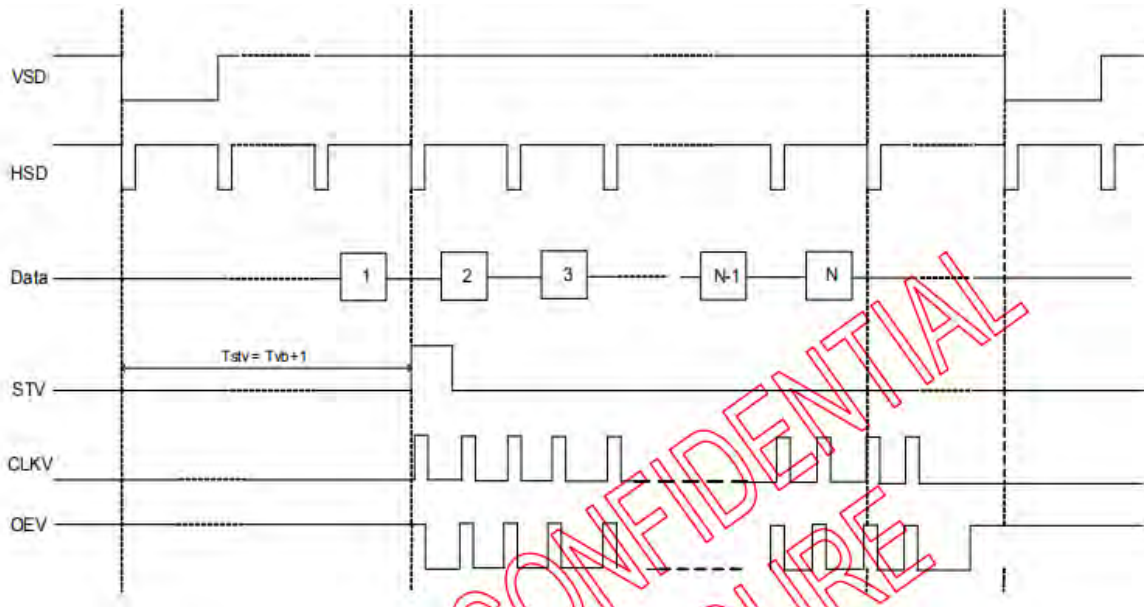 VSD
HSD
Data
1
2
3
N-1
N
Tstv = Tvb+1
STV
CLKV
OEV
CONFIDENTIAL